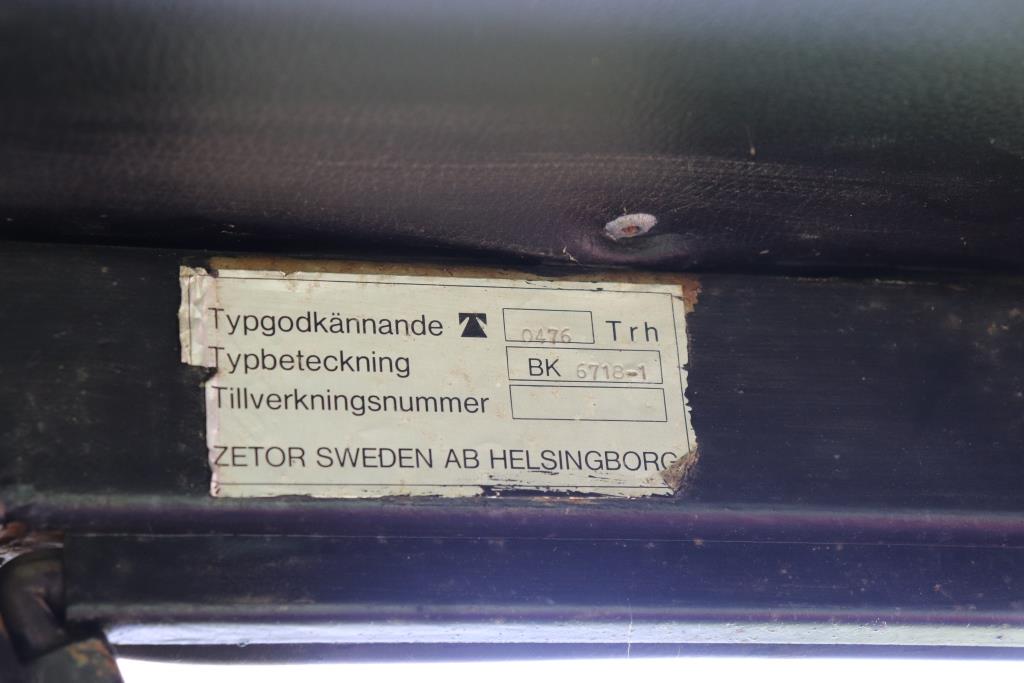 Typgodkännande 0476 Trh
Typbeteckning BK 6718-1
Tillverkningsnummer
ZETOR SWEDEN AB HELSINGBORG